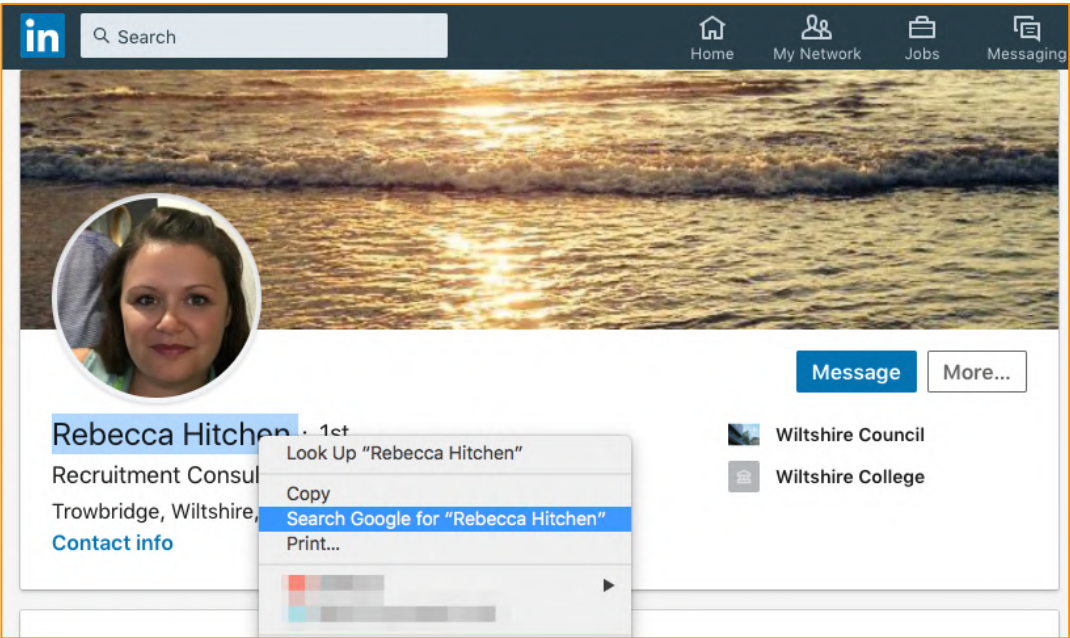 in
Search
Home
My Network
Jobs
Messaging
Message
More...
Rebecca Hitchen · 1st
Wiltshire Council
Look Up “Rebecca Hitchen”
Recruitment Consul
Wiltshire College
Copy
Trowbridge, Wiltshire,
Search Google for “Rebecca Hitchen”
Contact info
Print...